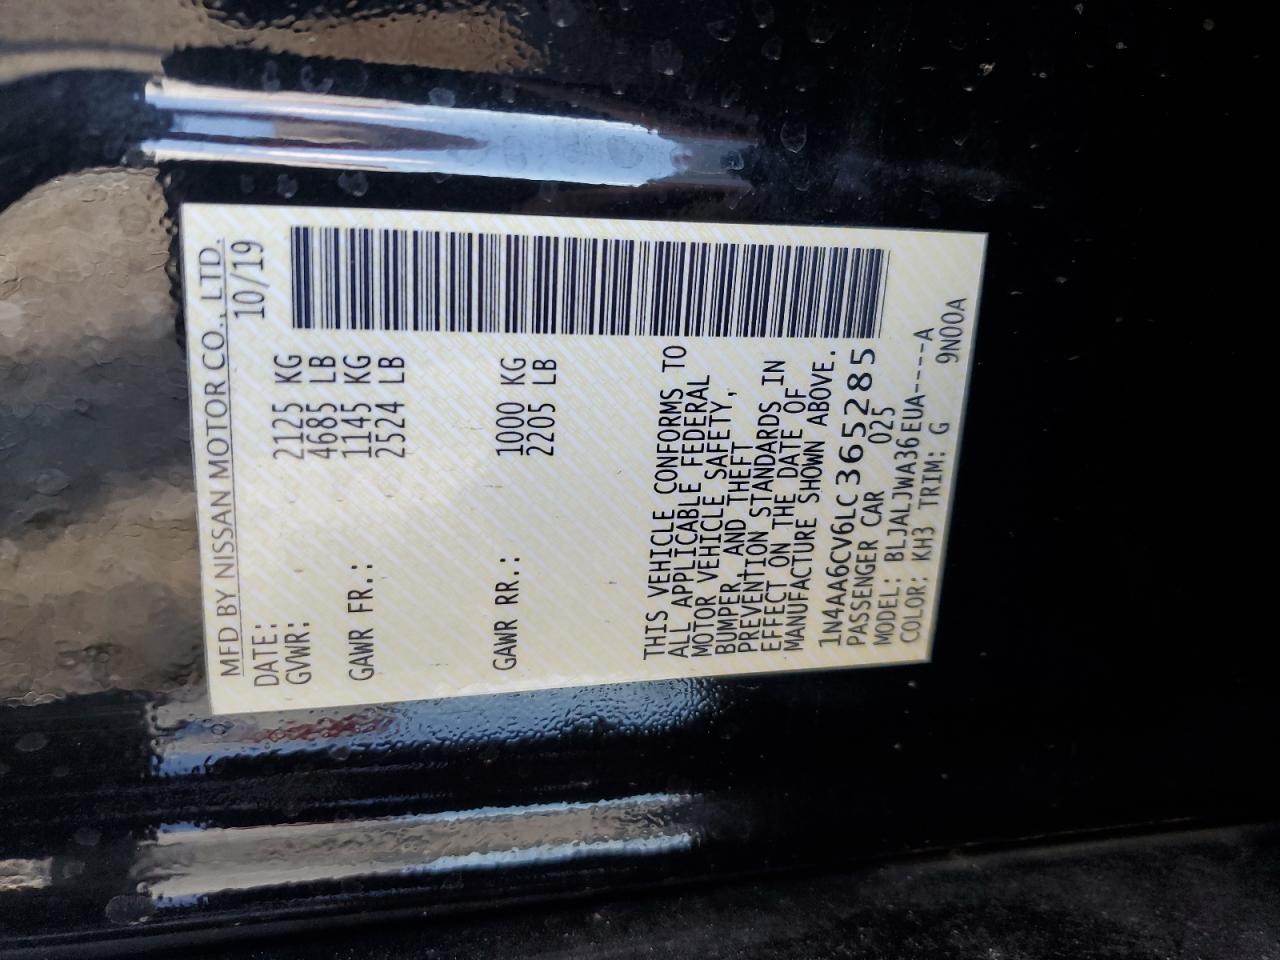 MFD BY NISSAN MOTOR CO., LTD.
DATE: 10/19
GVWR: 2125 KG
4685 LB
GAWR FR.: 1145 KG
2524 LB
GAWR RR.: 1000 KG
2205 LB
THIS VEHICLE CONFORMS TO
ALL APPLICABLE FEDERAL
MOTOR VEHICLE SAFETY,
BUMPER, AND THEFT
PREVENTION STANDARDS IN
EFFECT ON THE DATE OF
MANUFACTURE SHOWN ABOVE.
1N4AA6CV6LC365285
PASSENGER CAR 025
MODEL: BLJALJWA36EUA-----A
COLOR: KH3 TRIM: G 9N00A